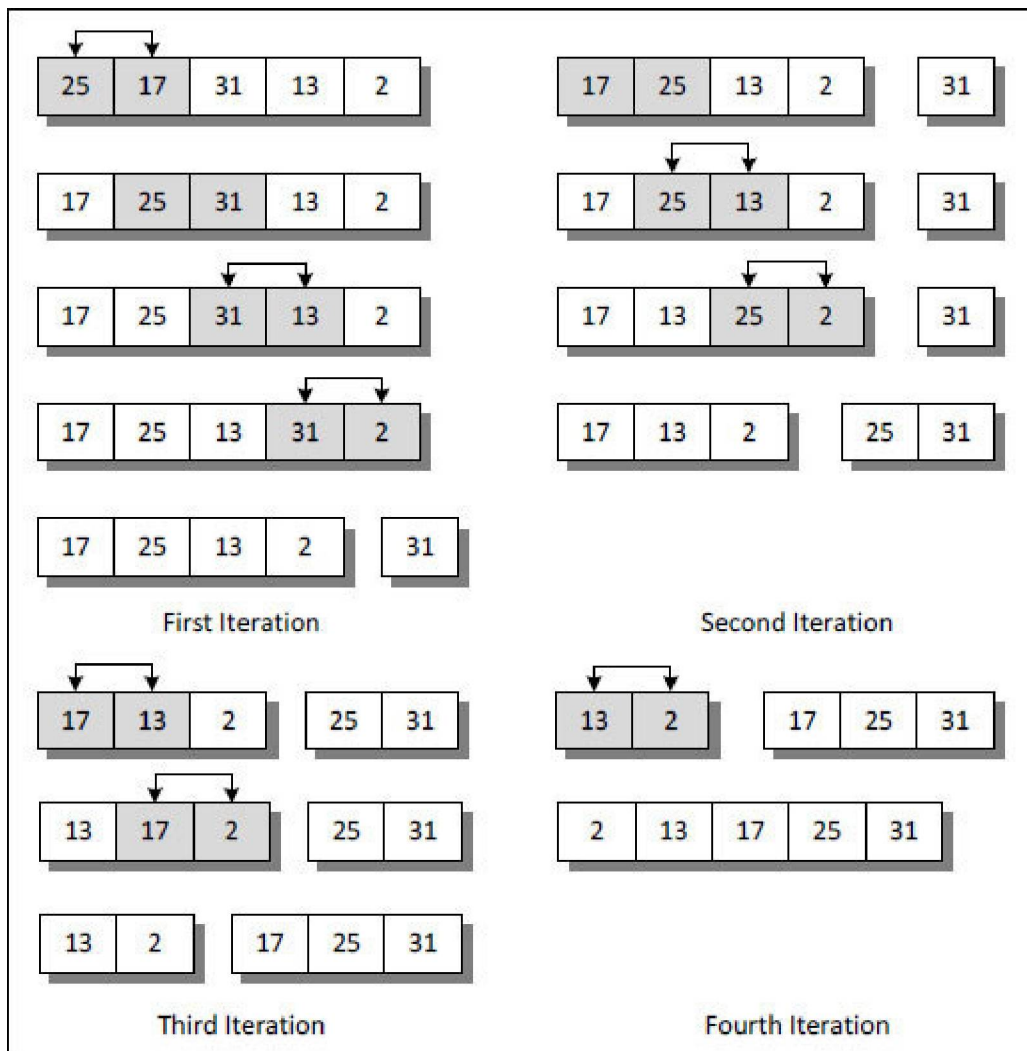 25 17 31 13 2
17 25 31 13 2
17 25 31 13 2
17 25 13 31 2
17 25 13 2 31
First Iteration
17 25 13 2 31
17 25 13 2 31
17 13 25 2 31
17 13 2 25 31
Second Iteration
17 13 2 25 31
13 17 2 25 31
13 2 17 25 31
Third Iteration
13 2 17 25 31
2 13 17 25 31
Fourth Iteration